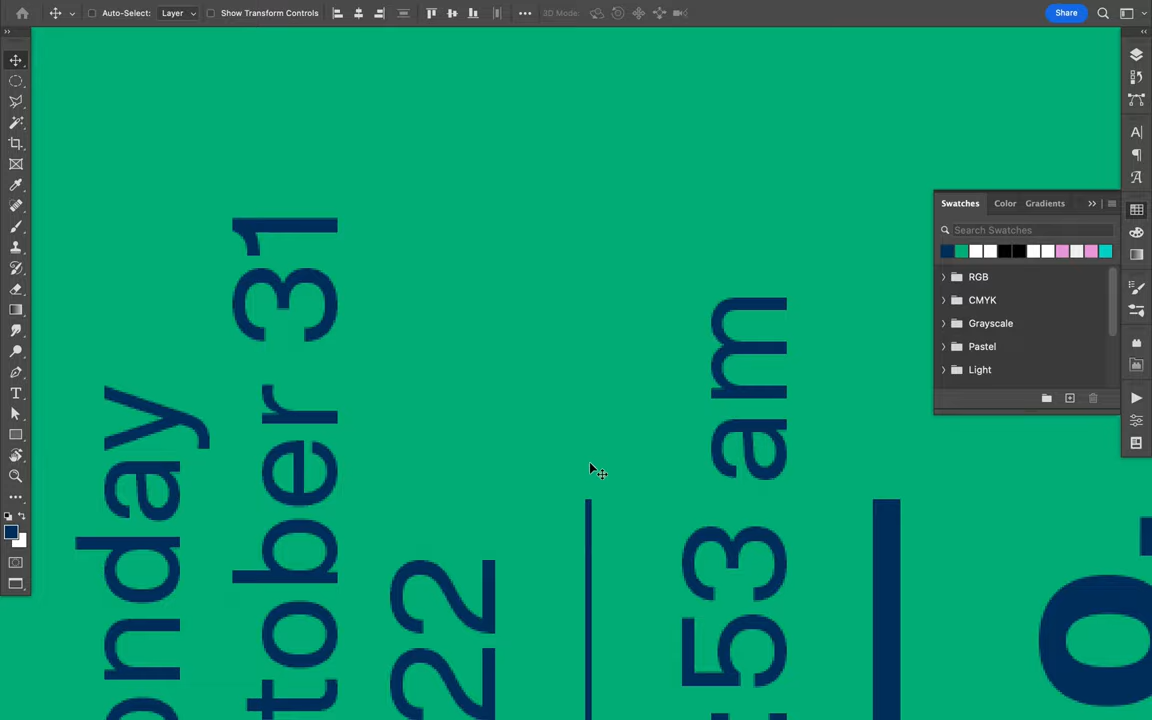 Auto-Select: Layer Show Transform Controls ... 3D Mode: Share
Swatches Color Gradients
Search Swatches
RGB
CMYK
Grayscale
Pastel
Light
onday
tober 31
22
:53 am
o.